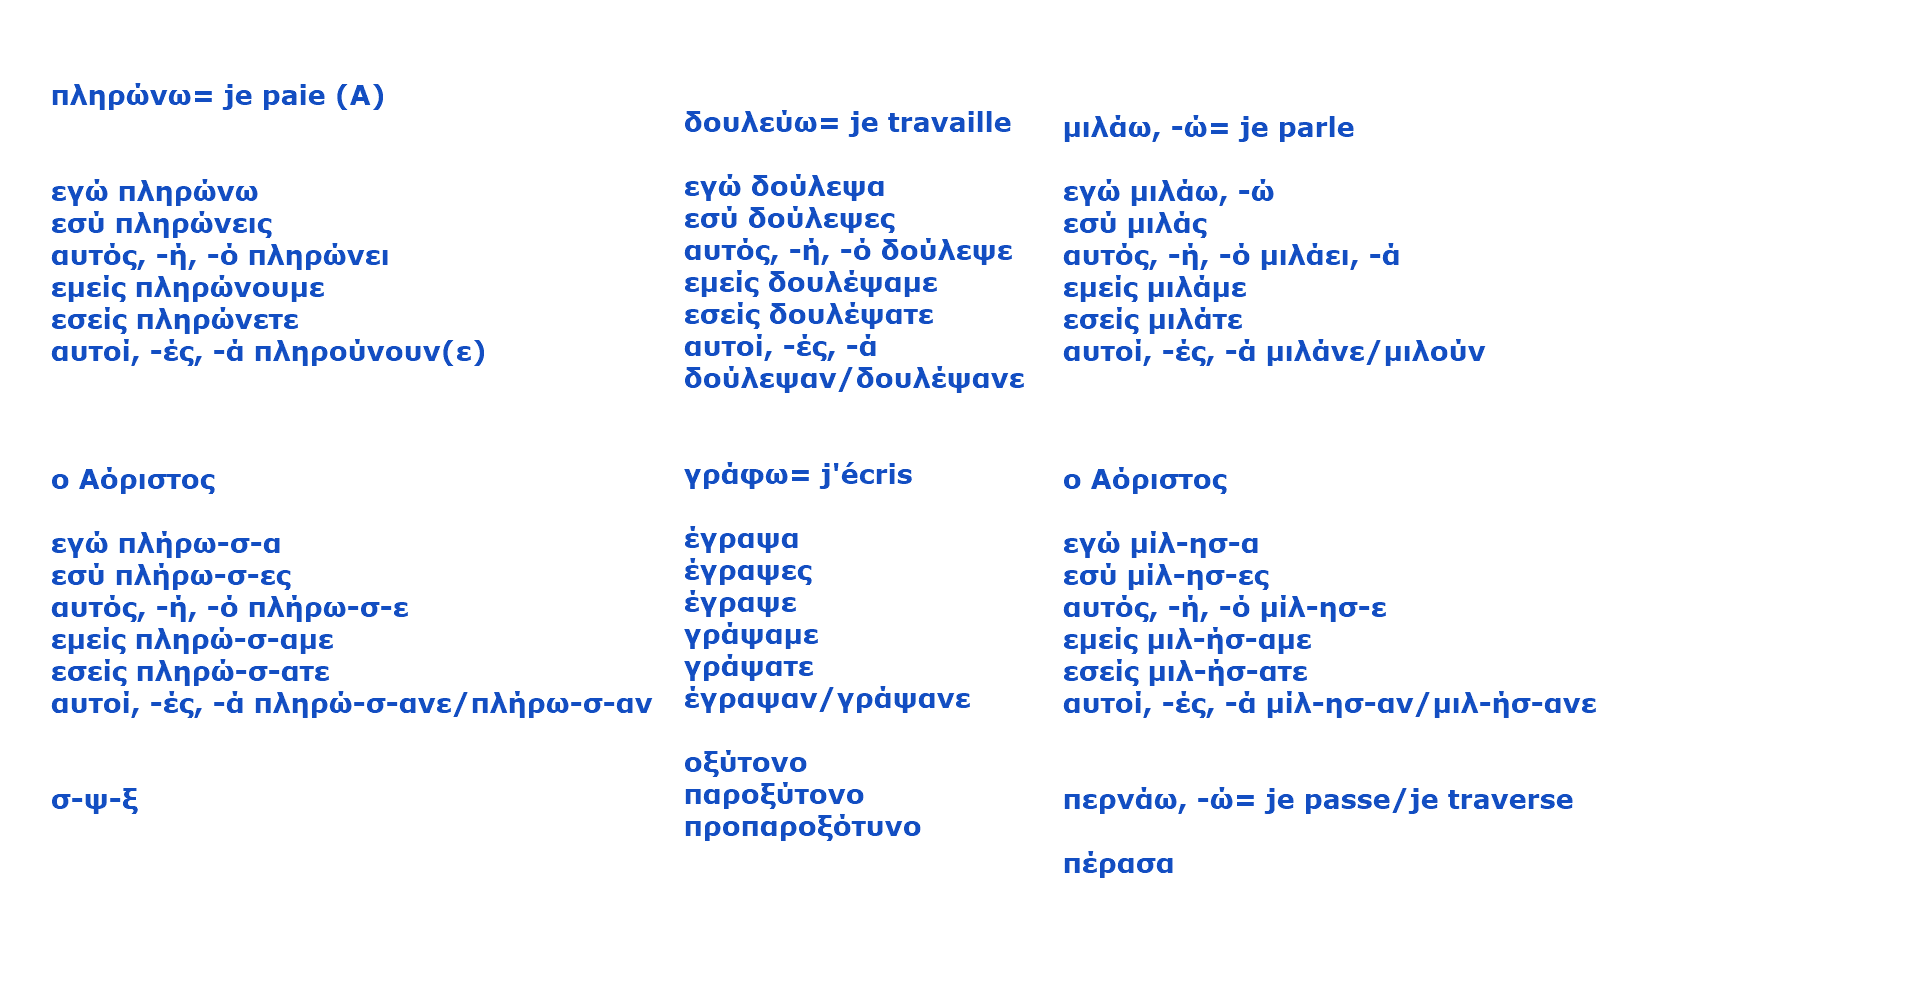 πληρώνω= je paie (A)
εγώ πληρώνω
εσύ πληρώνεις
αυτός, -ή, -ό πληρώνει
εμείς πληρώνουμε
εσείς πληρώνετε
αυτοί, -ές, -ά πληρούνουν(ε)
ο Αόριστος
εγώ πλήρω-σ-α
εσύ πλήρω-σ-ες
αυτός, -ή, -ό πλήρω-σ-ε
εμείς πληρώ-σ-αμε
εσείς πληρώ-σ-ατε
αυτοί, -ές, -ά πληρώ-σ-ανε/πλήρω-σ-αν
σ-ψ-ξ
δουλεύω= je travaille
εγώ δούλεψα
εσύ δούλεψες
αυτός, -ή, -ό δούλεψε
εμείς δουλέψαμε
εσείς δουλέψατε
αυτοί, -ές, -ά
δούλεψαν/δουλέψανε
γράφω= j'écris
έγραψα
έγραψες
έγραψε
γράψαμε
γράψατε
έγραψαν/γράψανε
οξύτονο
παροξύτονο
προπαροξότυνο
μιλάω, -ώ= je parle
εγώ μιλάω, -ώ
εσύ μιλάς
αυτός, -ή, -ό μιλάει, -ά
εμείς μιλάμε
εσείς μιλάτε
αυτοί, -ές, -ά μιλάνε/μιλούν
ο Αόριστος
εγώ μίλ-ησ-α
εσύ μίλ-ησ-ες
αυτός, -ή, -ό μίλ-ησ-ε
εμείς μιλ-ήσ-αμε
εσείς μιλ-ήσ-ατε
αυτοί, -ές, -ά μίλ-ησ-αν/μιλ-ήσ-ανε
περνάω, -ώ= je passe/je traverse
πέρασα